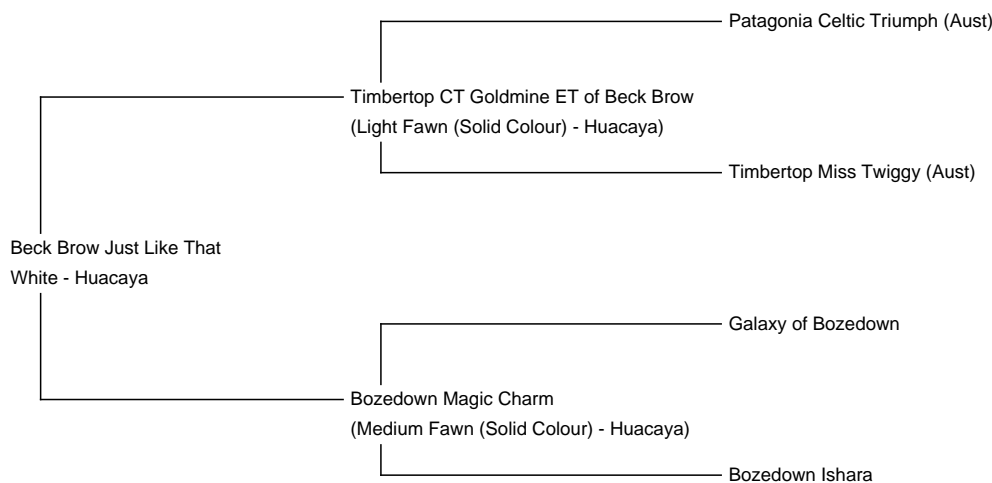 Patagonia Celtic Triumph (Aust)
Timbertop CT Goldmine ET of Beck Brow
(Light Fawn (Solid Colour) - Huacaya)
Timbertop Miss Twiggy (Aust)
Beck Brow Just Like That
White - Huacaya
Galaxy of Bozedown
Bozedown Magic Charm
(Medium Fawn (Solid Colour) - Huacaya)
Bozedown Ishara